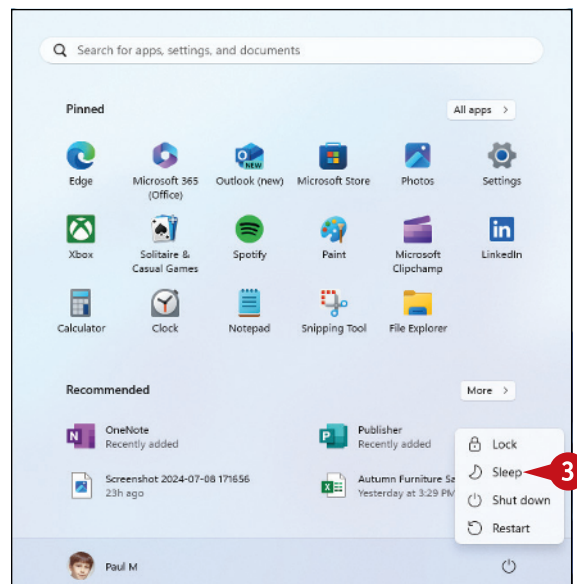 Search for apps, settings, and documents
Pinned
All apps >
Edge
Microsoft 365
(Office)
Outlook (new)
Microsoft Store
Photos
Settings
NEW
in
Xbox
Solitaire &
Casual Games
Spotify
Paint
Microsoft
Clipchamp
LinkedIn
Calculator
Clock
Notepad
Snipping Tool
File Explorer
Recommended
More >
N
OneNote
Recently added
P
Publisher
Recently added
Screenshot 2024-07-08 171656
23h ago
Autumn Furniture Sa
Yesterday at 3:29 PM
Lock
Sleep
3
Shut down
Restart
Paul M